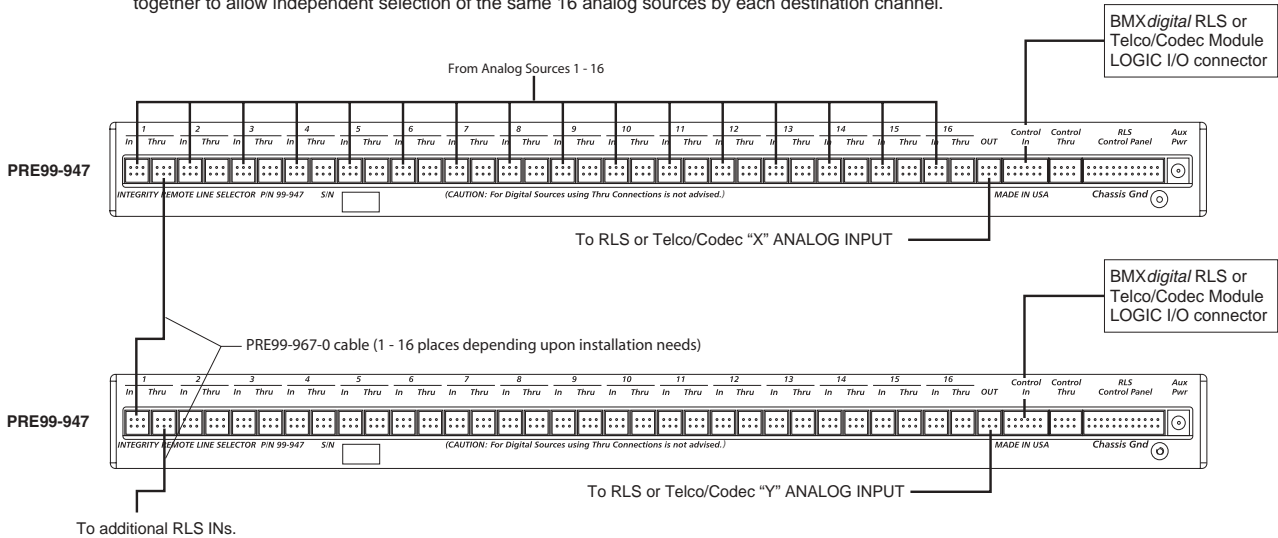 together to allow independent selection of the same 16 analog sources by each destination channel.
BMXdigital RLS or
Telco/Codec Module
LOGIC I/O connector
From Analog Sources 1 - 16
1 2 3 4 5 6 7 8 9 10 11 12 13 14 15 16
In Thru In Thru In Thru In Thru In Thru In Thru In Thru In Thru In Thru In Thru In Thru In Thru In Thru In Thru In Thru In Thru OUT Control In Control Thru RLS Control Panel Aux Pwr
PRE99-947
INTEGRITY REMOTE LINE SELECTOR P/N 99-947 S/N (CAUTION: For Digital Sources using Thru Connections is not advised.) MADE IN USA Chassis Gnd
To RLS or Telco/Codec “X” ANALOG INPUT
BMXdigital RLS or
Telco/Codec Module
LOGIC I/O connector
PRE99-967-0 cable (1 - 16 places depending upon installation needs)
1 2 3 4 5 6 7 8 9 10 11 12 13 14 15 16
In Thru In Thru In Thru In Thru In Thru In Thru In Thru In Thru In Thru In Thru In Thru In Thru In Thru In Thru In Thru In Thru OUT Control In Control Thru RLS Control Panel Aux Pwr
PRE99-947
INTEGRITY REMOTE LINE SELECTOR P/N 99-947 S/N (CAUTION: For Digital Sources using Thru Connections is not advised.) MADE IN USA Chassis Gnd
To RLS or Telco/Codec “Y” ANALOG INPUT
To additional RLS INs.